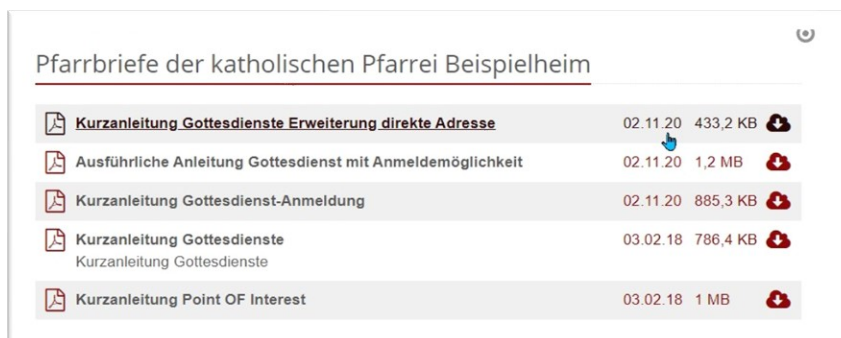 Pfarrbriefe der katholischen Pfarrei Beispielheim
Kurzanleitung Gottesdienste Erweiterung direkte Adresse 02.11.20 433,2 KB
Ausführliche Anleitung Gottesdienst mit Anmeldemöglichkeit 02.11.20 1,2 MB
Kurzanleitung Gottesdienst-Anmeldung 02.11.20 885,3 KB
Kurzanleitung Gottesdienste 03.02.18 786,4 KB
Kurzanleitung Gottesdienste
Kurzanleitung Point OF Interest 03.02.18 1 MB